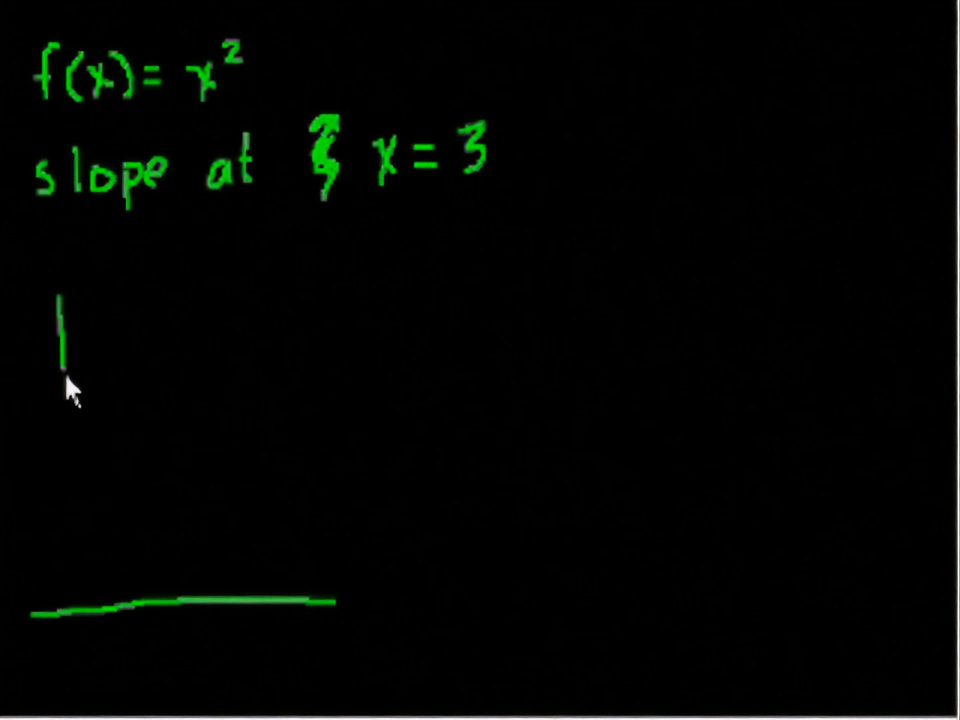 f(x) = x²
slope at x = 3